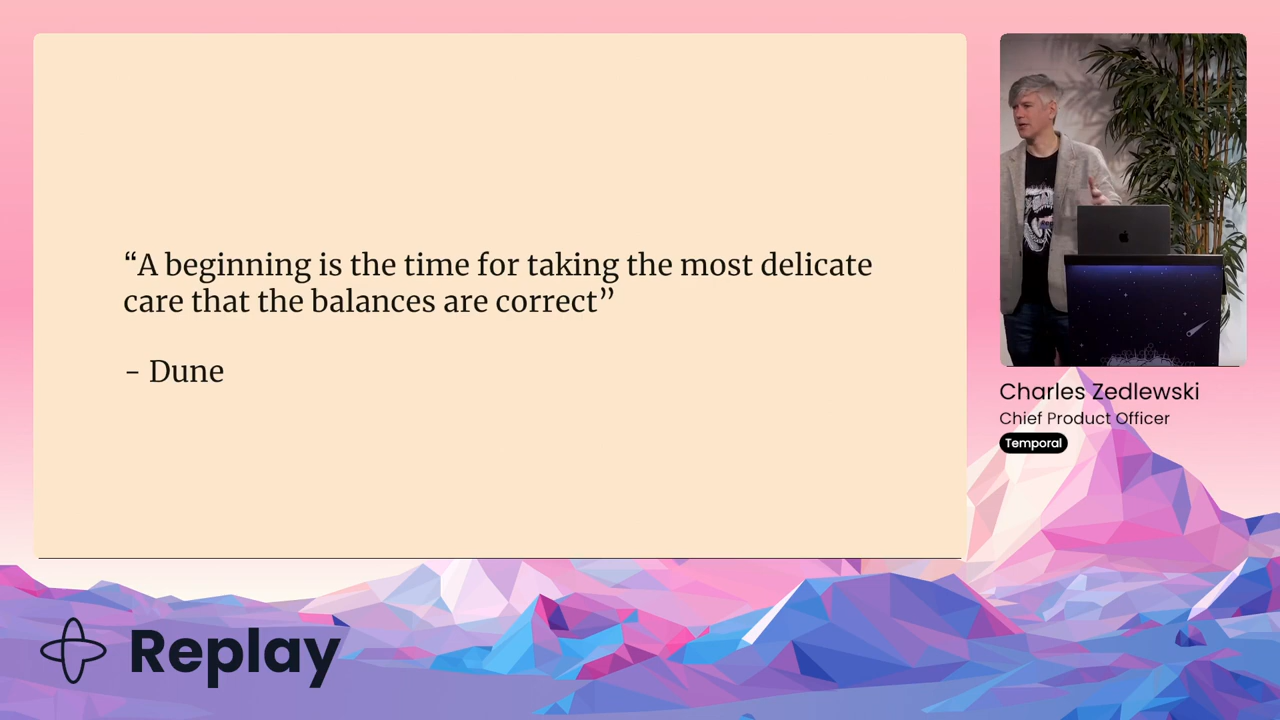 “A beginning is the time for taking the most delicate
care that the balances are correct”
- Dune
Charles Zedlewski
Chief Product Officer
Temporal
Replay